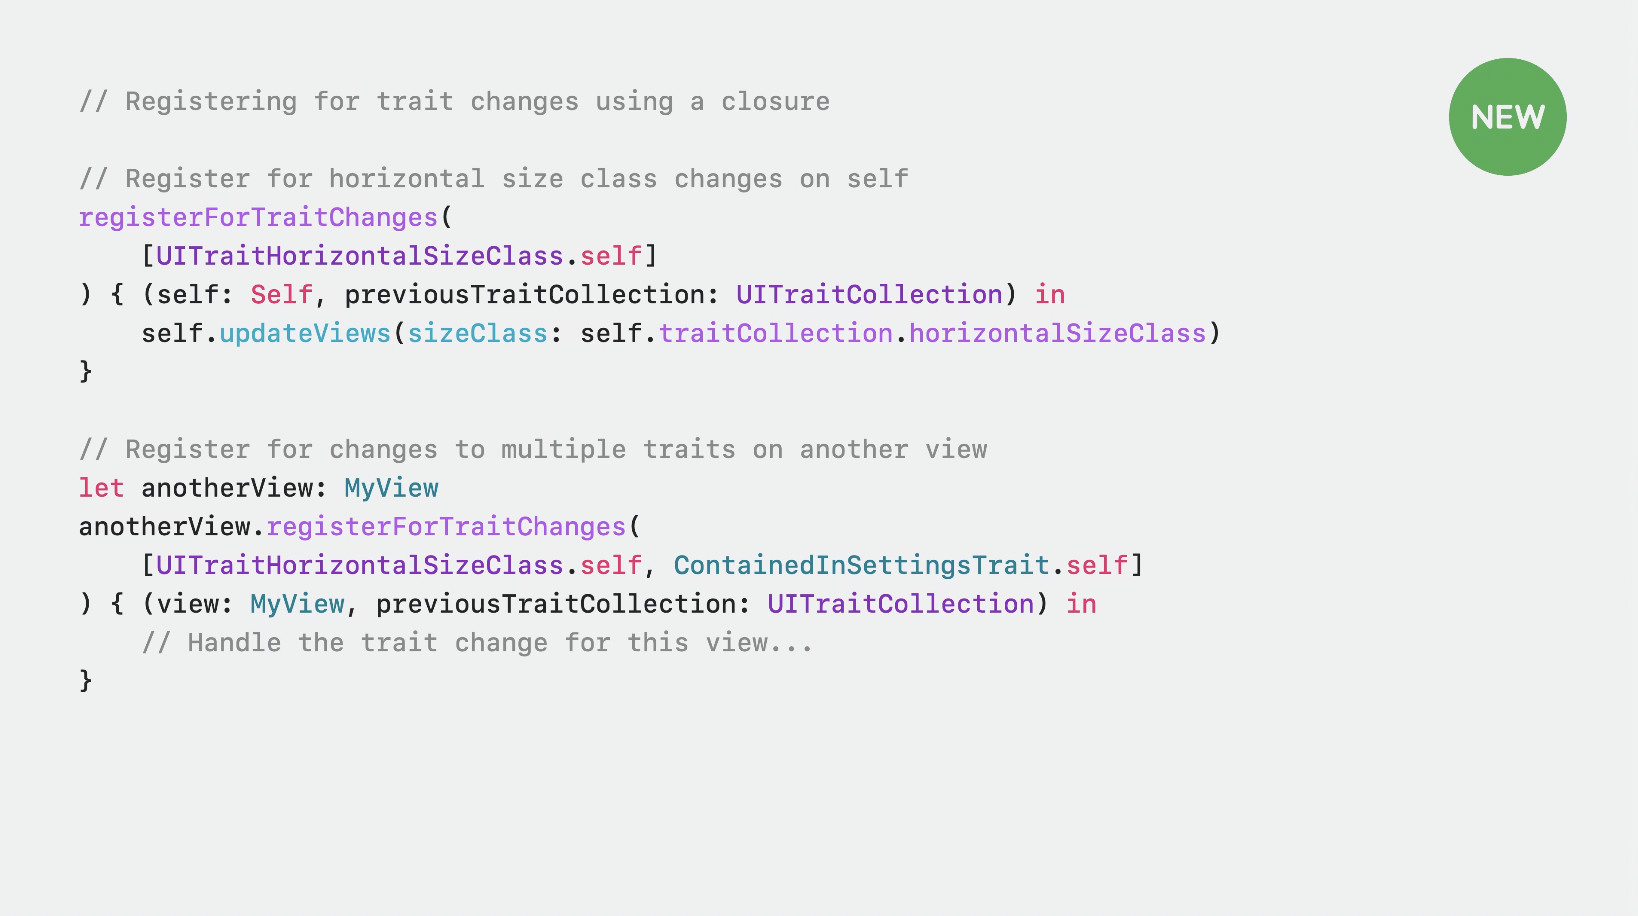 // Registering for trait changes using a closure
NEW
// Register for horizontal size class changes on self
registerForTraitChanges(
    [UITraitHorizontalSizeClass.self]
) { (self: Self, previousTraitCollection: UITraitCollection) in
    self.updateViews(sizeClass: self.traitCollection.horizontalSizeClass)
}
// Register for changes to multiple traits on another view
let anotherView: MyView
anotherView.registerForTraitChanges(
    [UITraitHorizontalSizeClass.self, ContainedInSettingsTrait.self]
) { (view: MyView, previousTraitCollection: UITraitCollection) in
    // Handle the trait change for this view...
}